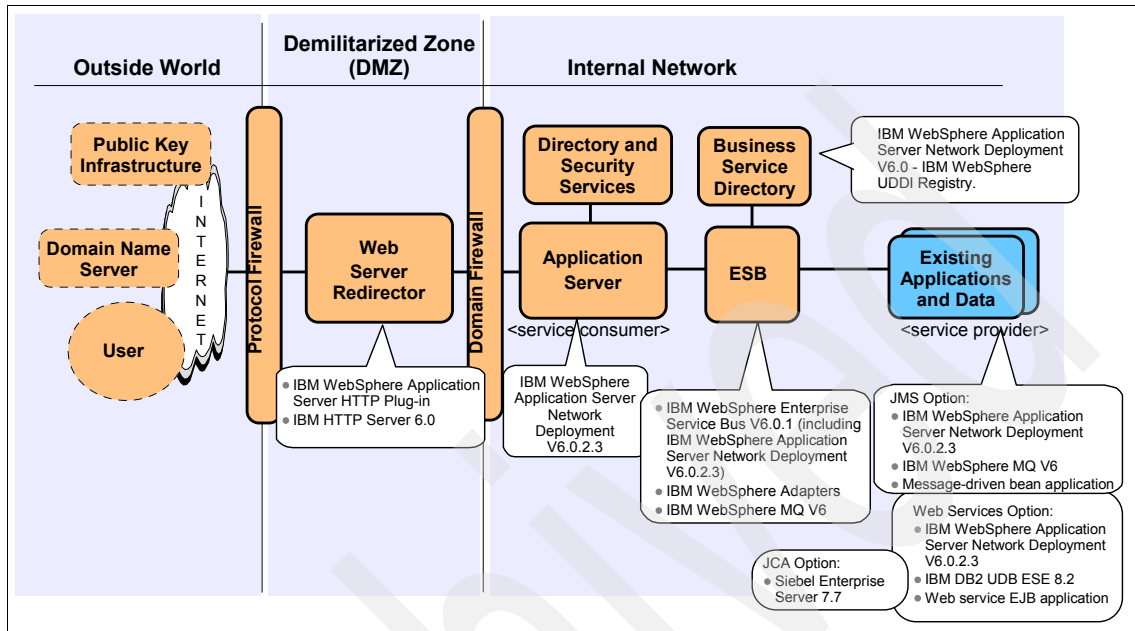 Demilitarized Zone
(DMZ)
Outside World
Internal Network
Public Key
Infrastructure
Domain Name
Server
User
INTERNET
Protocol Firewall
Web
Server
Redirector
Domain Firewall
Directory and
Security
Services
Business
Service
Directory
Application
Server
ESB
Existing
Applications
and Data
<service consumer>
<service provider>
IBM WebSphere Application
Server Network Deployment
V6.0 - IBM WebSphere
UDDI Registry.
IBM WebSphere Application
Server HTTP Plug-in
IBM HTTP Server 6.0
IBM WebSphere
Application Server
Network
Deployment
V6.0.2.3
IBM WebSphere Enterprise
Service Bus V6.0.1 (including
IBM WebSphere Application
Server Network Deployment
V6.0.2.3)
IBM WebSphere Adapters
IBM WebSphere MQ V6
JMS Option:
IBM WebSphere Application
Server Network Deployment
V6.0.2.3
IBM WebSphere MQ V6
Message-driven bean application
Web Services Option:
IBM WebSphere Application
Server Network Deployment
V6.0.2.3
IBM DB2 UDB ESE 8.2
Web service EJB application
JCA Option:
Siebel Enterprise
Server 7.7